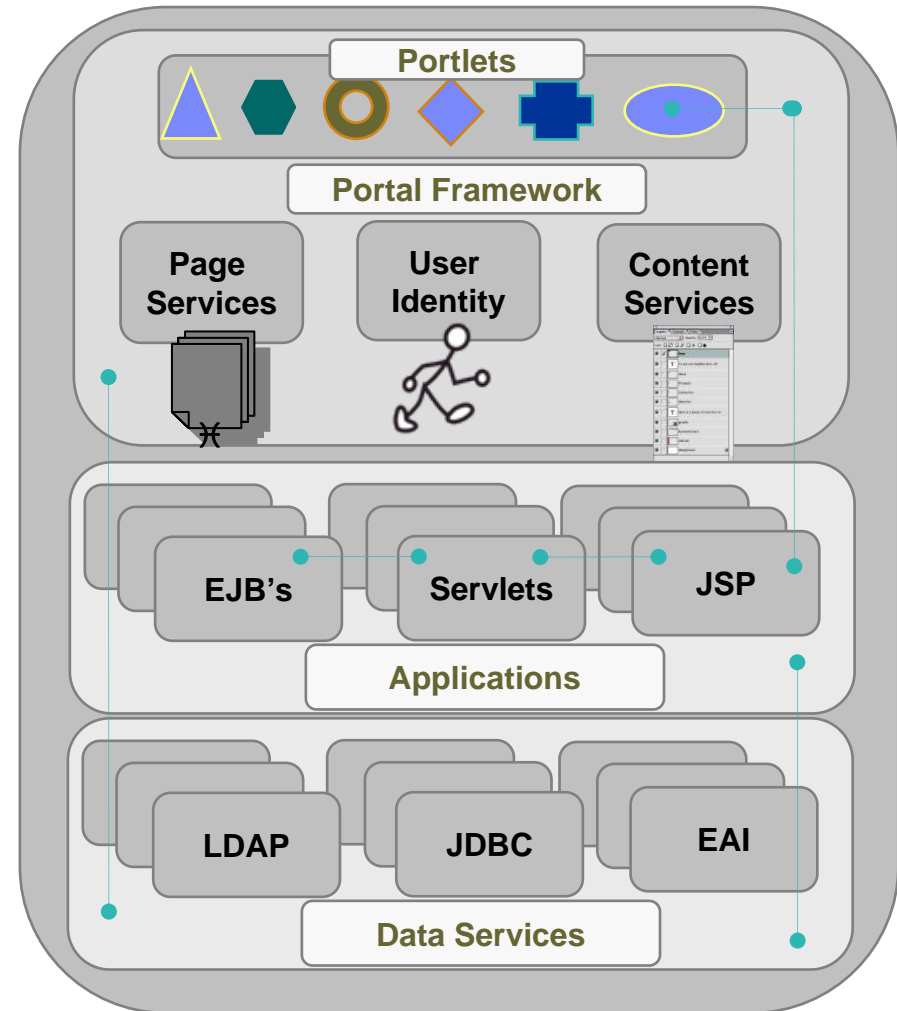 Portlets
Portal Framework
Page
Services
User
Identity
Content
Services
EJB's
Servlets
JSP
Applications
LDAP
JDBC
EAI
Data Services